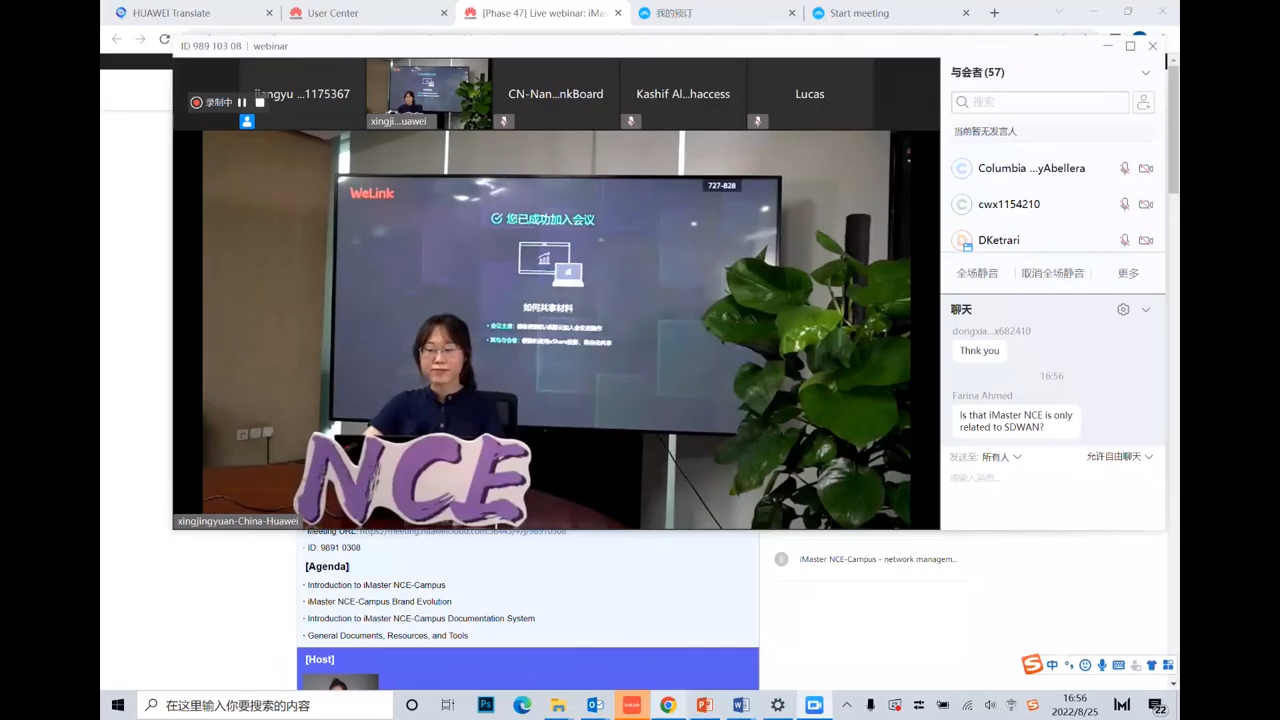 HUAWEI Translate
User Center
[Phase 47] Live webinar: iMas
我的预订
Start meeting
ID 989 103 08 | webinar
录制中
jiangyu ...1175367
xingji...uawei
CN-Nan...nkBoard
Kashif Al...haccess
Lucas
与会者 (57)
搜索
当前暂无发言人
Columbia ...yAbellera
cwx1154210
DKetrari
全场静音
取消全场静音
更多
聊天
dongxia...x682410
Thnk you
16:56
Farina Ahmed
Is that iMaster NCE is only
related to SDWAN?
发送至: 所有人
允许自由聊天
请输入消息...
WeLink
727-828
您已成功加入会议
如何共享材料
NCE
xingjingyuan-China-Huawei
· ID: 9891 0308
[Agenda]
· Introduction to iMaster NCE-Campus
· iMaster NCE-Campus Brand Evolution
· Introduction to iMaster NCE-Campus Documentation System
· General Documents, Resources, and Tools
[Host]
S
iMaster NCE-Campus - network managem...
中
在这里输入你要搜索的内容
16:56
2022/8/25
22